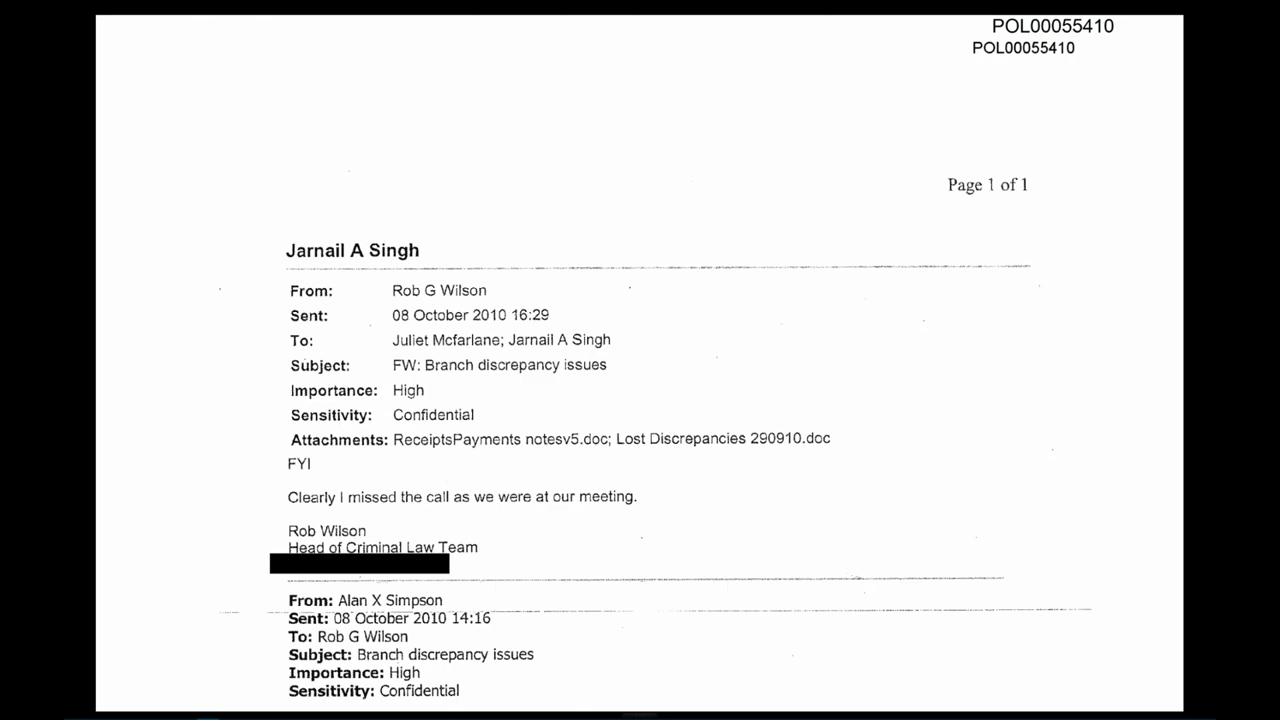 POL00055410
POL00055410
Page 1 of 1
Jarnail A Singh
From: Rob G Wilson
Sent: 08 October 2010 16:29
To: Juliet Mcfarlane; Jarnail A Singh
Subject: FW: Branch discrepancy issues
Importance: High
Sensitivity: Confidential
Attachments: ReceiptsPayments notesv5.doc; Lost Discrepancies 290910.doc
FYI
Clearly I missed the call as we were at our meeting.
Rob Wilson
Head of Criminal Law Team
From: Alan X Simpson
Sent: 08 October 2010 14:16
To: Rob G Wilson
Subject: Branch discrepancy issues
Importance: High
Sensitivity: Confidential